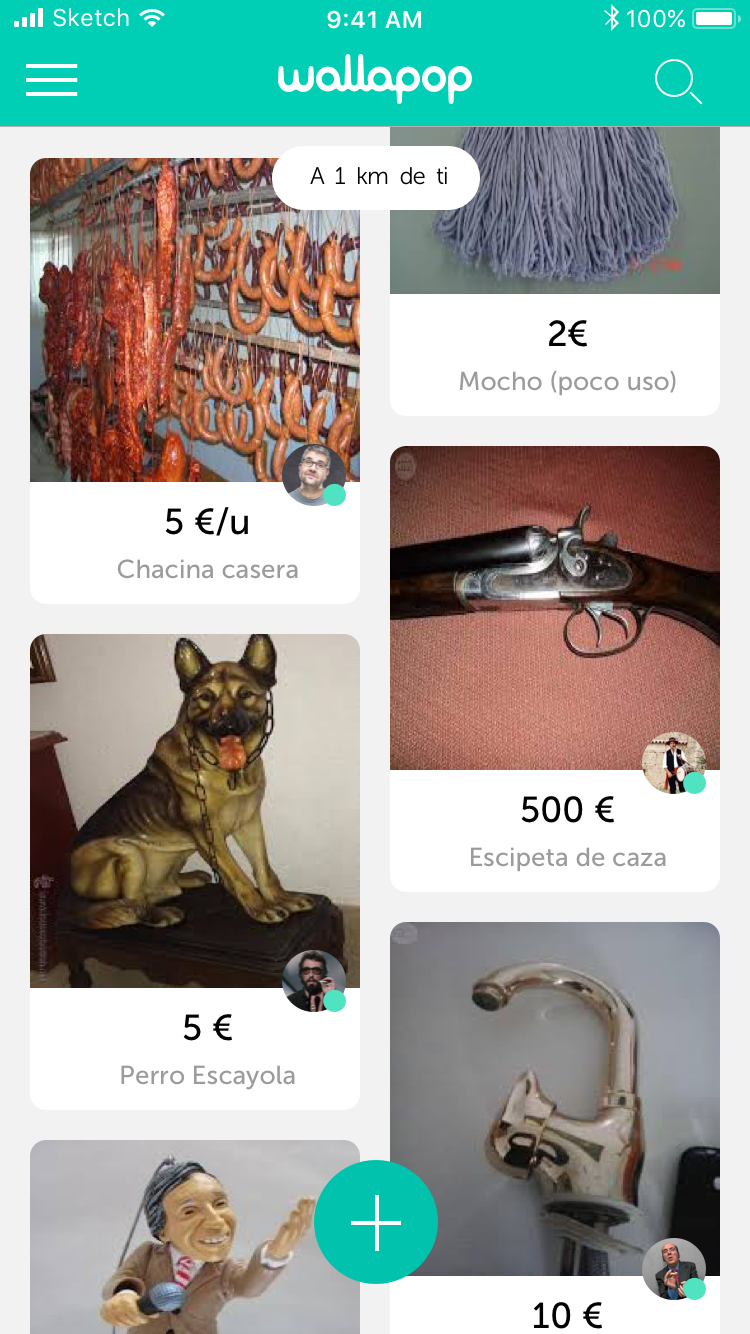 Sketch
9:41 AM
100%
wallapop
A 1 km de ti
2€
Mocho (poco uso)
5 €/u
Chacina casera
500 €
Escipeta de caza
5 €
Perro Escayola
10 €